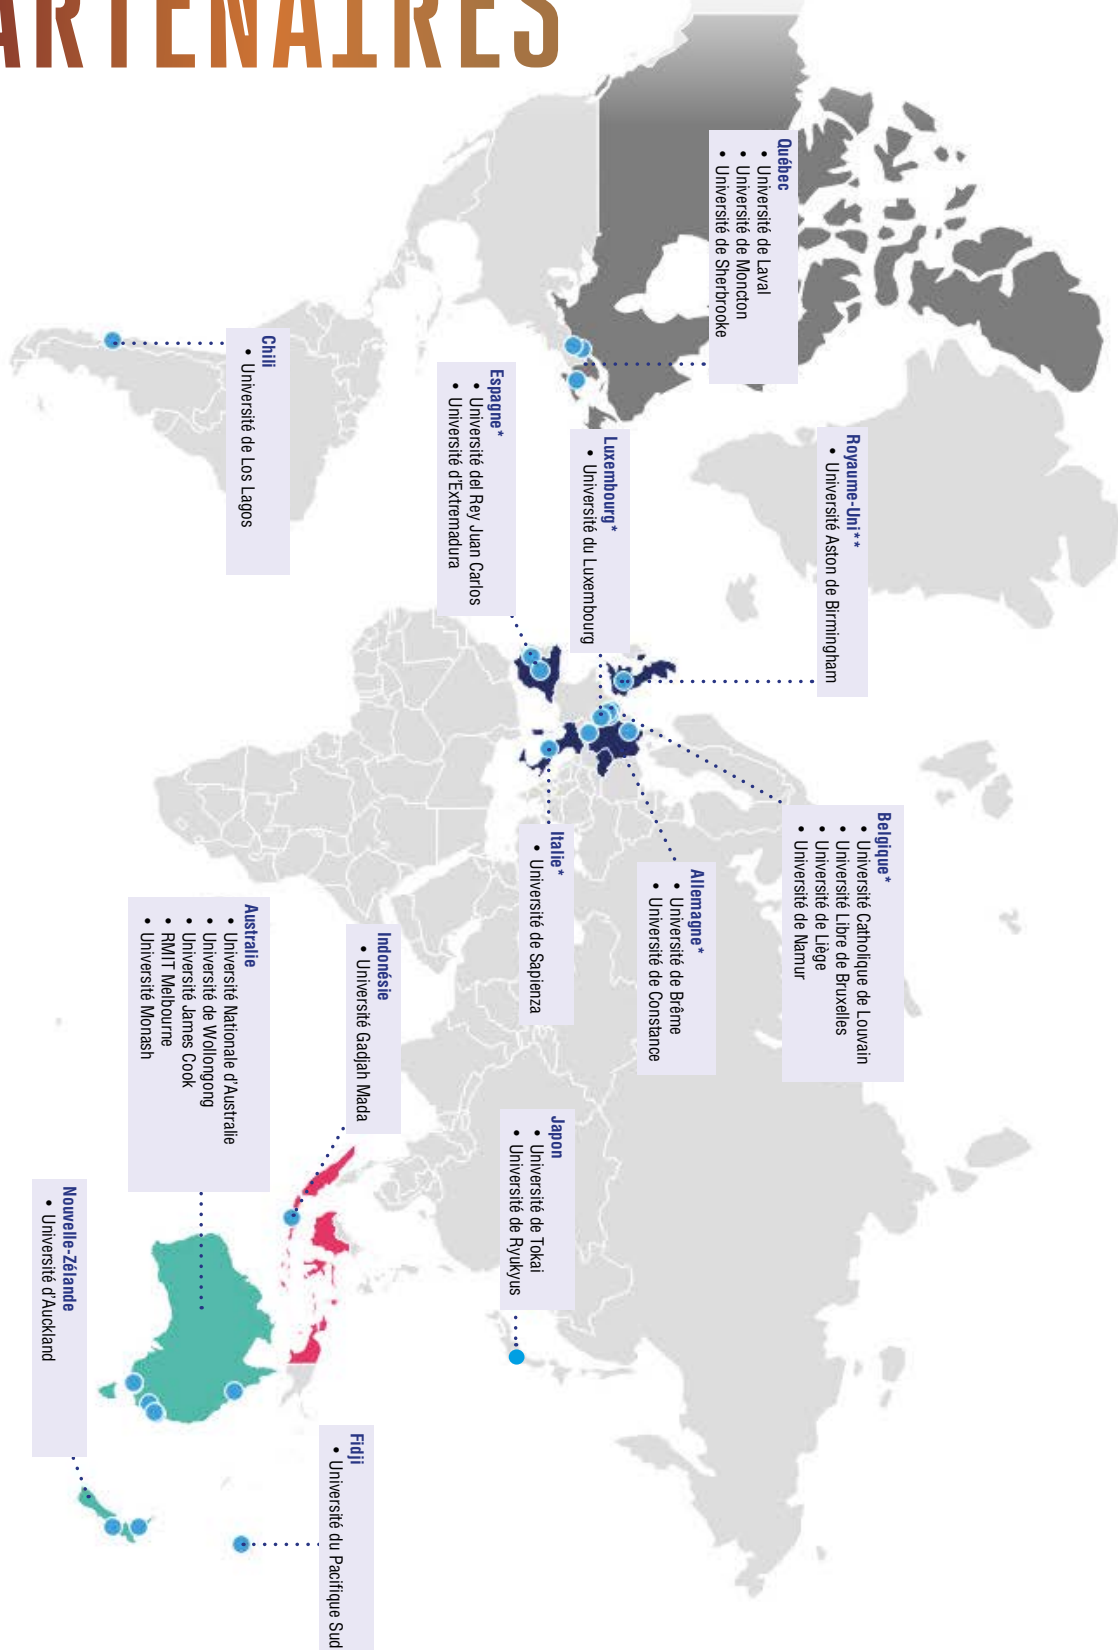 ARTENAIRES
Québec
• Université de Laval
• Université de Moncton
• Université de Sherbrooke
Royaume-Uni**
• Université Aston de Birmingham
Luxembourg*
• Université du Luxembourg
Espagne*
• Université del Rey Juan Carlos
• Université d'Extremadura
Chili
• Université de Los Lagos
Belgique*
• Université Catholique de Louvain
• Université Libre de Bruxelles
• Université de Liège
• Université de Namur
Allemagne*
• Université de Brême
• Université de Constance
Italie*
• Université de Sapienza
Indonésie
• Université Gadjah Mada
Australie
• Université Nationale d'Australie
• Université de Wollongong
• Université James Cook
• RMIT Melbourne
• Université Monash
Japon
• Université de Tokai
• Université de Ryukyus
Nouvelle-Zélande
• Université d'Auckland
Fidji
• Université du Pacifique Sud